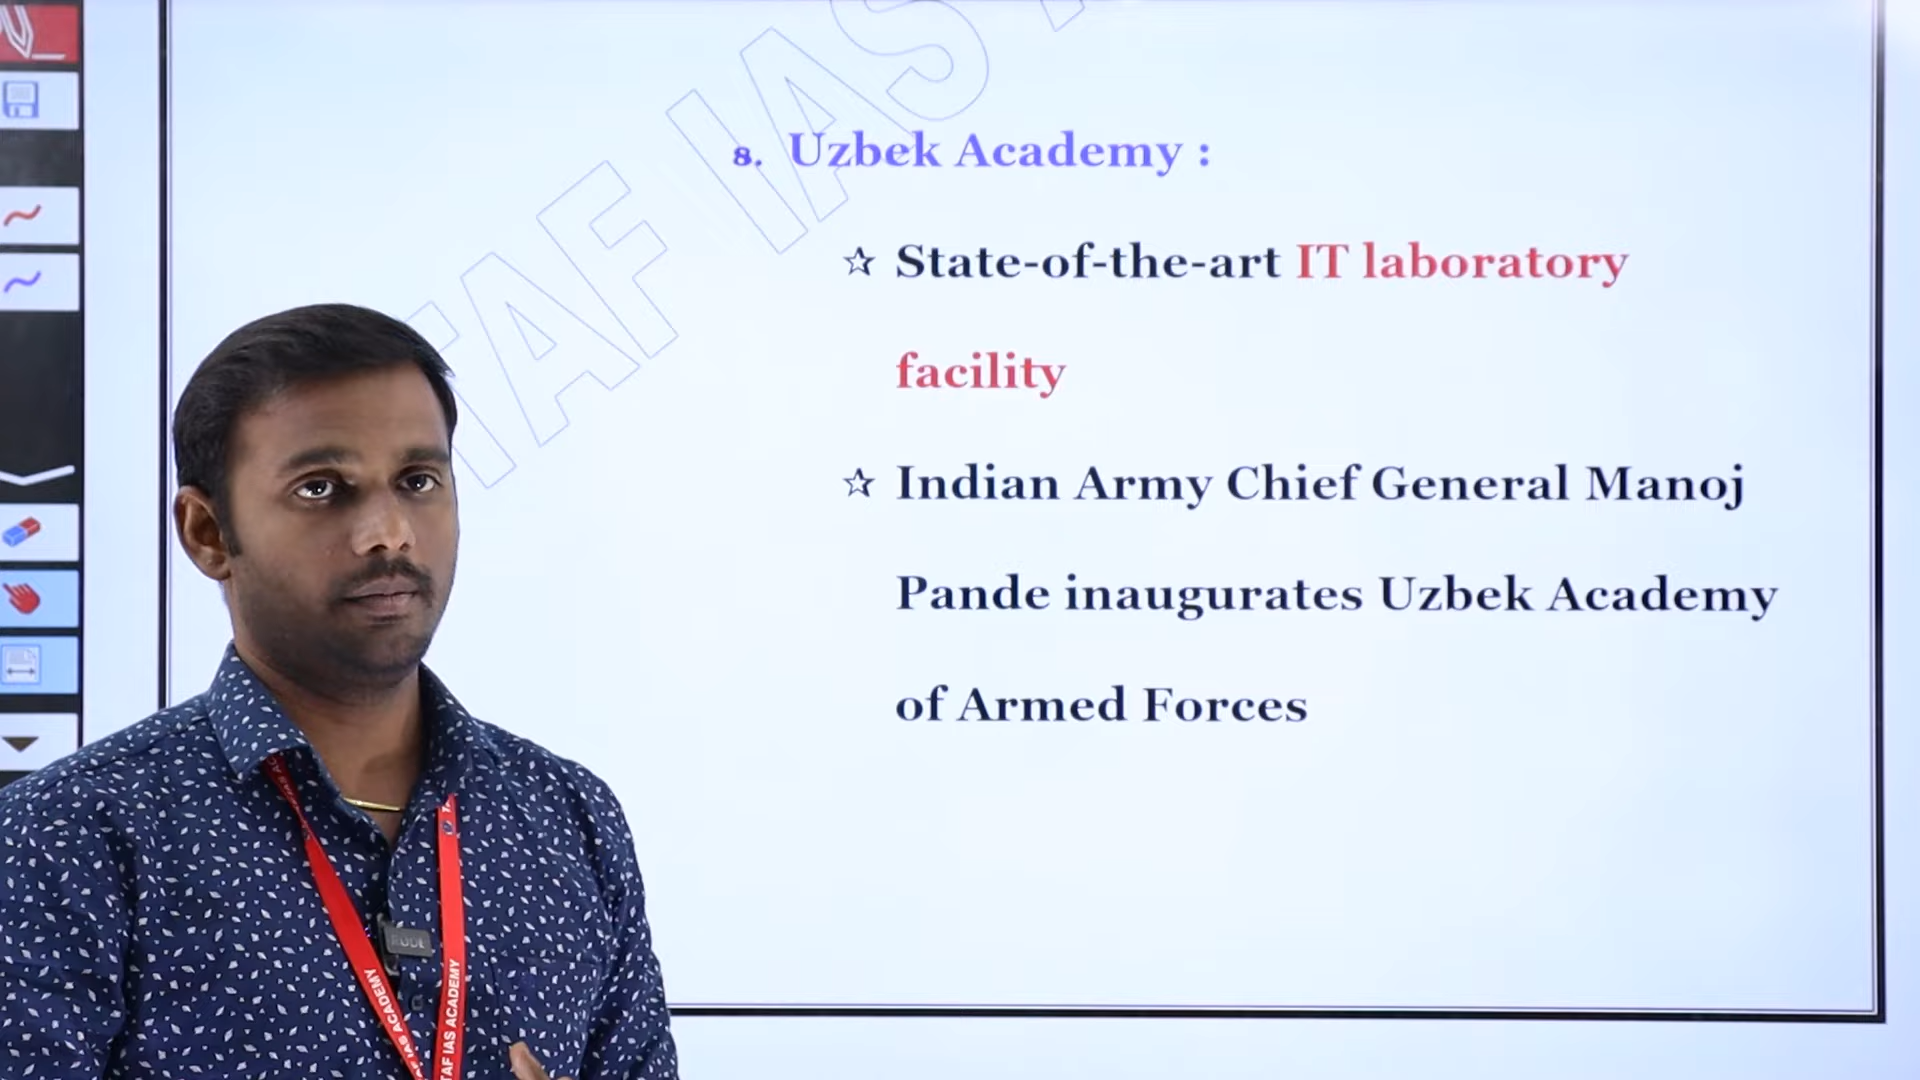 TAF IAS A
8. Uzbek Academy :
☆ State-of-the-art IT laboratory
facility
☆ Indian Army Chief General Manoj
Pande inaugurates Uzbek Academy
of Armed Forces
RODE
TAF IAS ACADEMY
TAF IAS ACADEMY